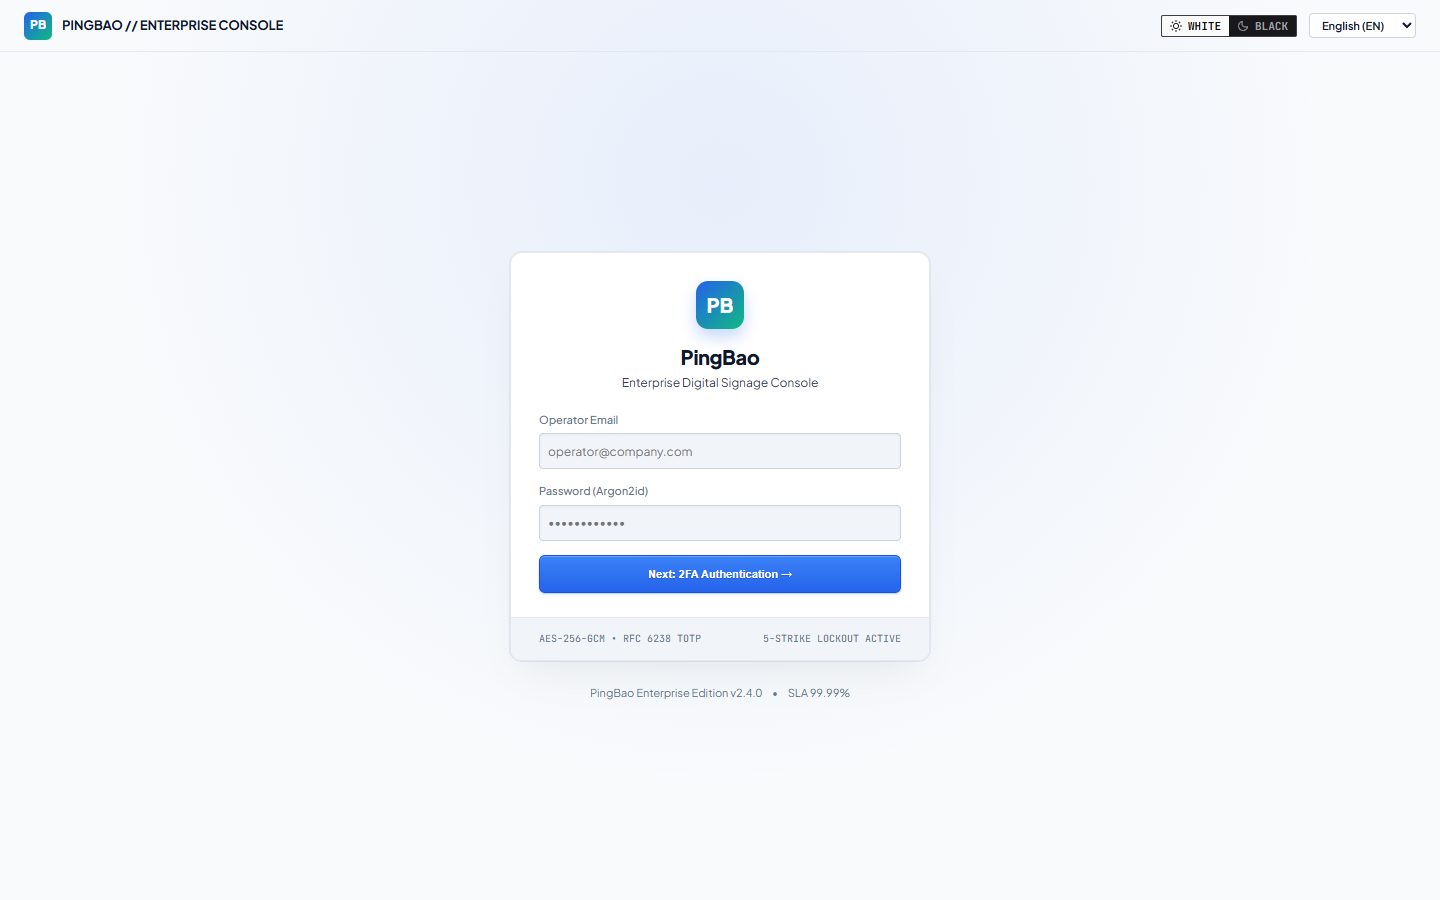 PB PINGBAO // ENTERPRISE CONSOLE
WHITE BLACK English (EN)
PB
PingBao
Enterprise Digital Signage Console
Operator Email
operator@company.com
Password (Argon2id)
••••••••••••
Next: 2FA Authentication →
AES-256-GCM • RFC 6238 TOTP 5-STRIKE LOCKOUT ACTIVE
PingBao Enterprise Edition v2.4.0 • SLA 99.99%